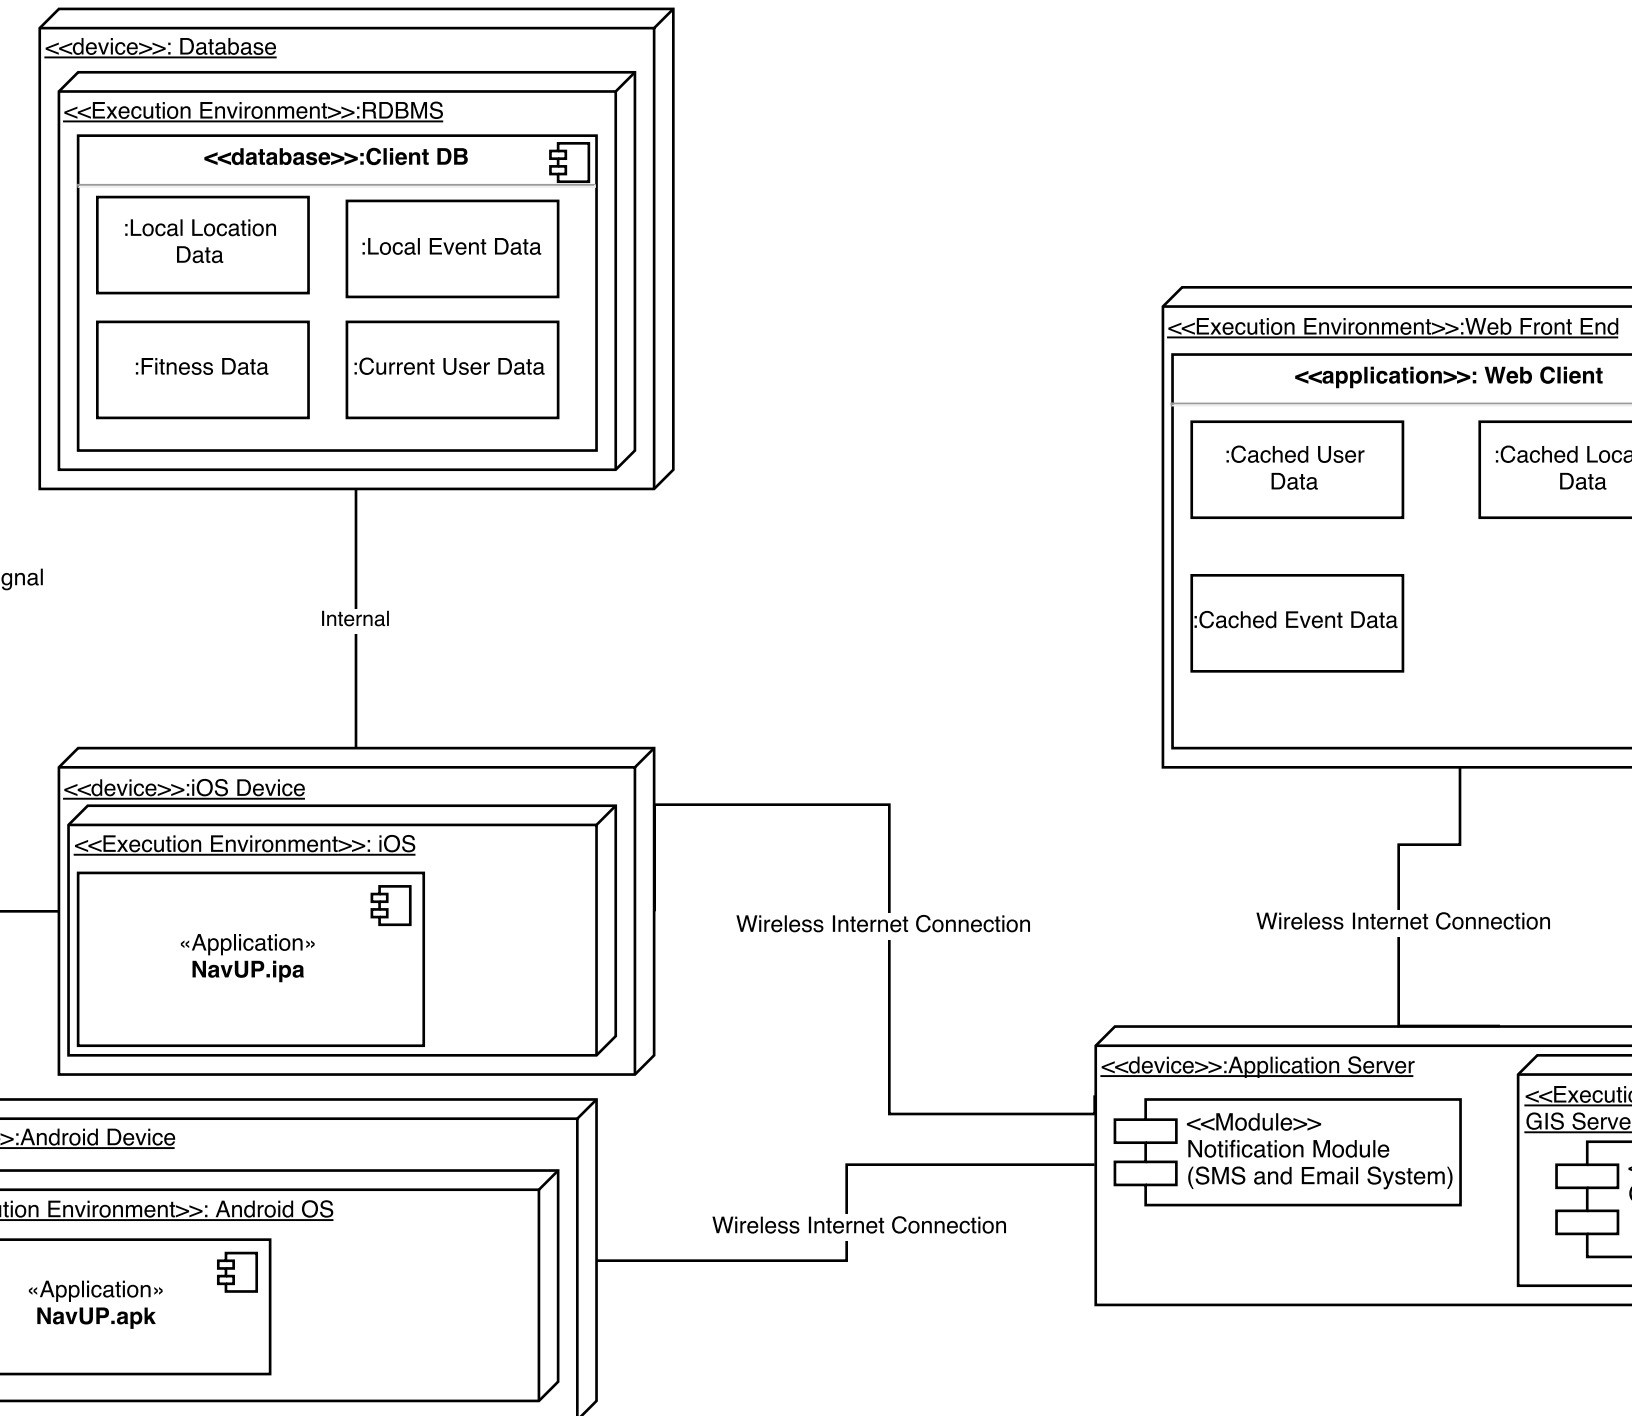 <<device>>: Database
<<Execution Environment>>:RDBMS
<<database>>:Client DB
:Local Location
Data
:Local Event Data
:Fitness Data
:Current User Data
<<Execution Environment>>:Web Front End
<<application>>: Web Client
:Cached User
Data
:Cached Loca
Data
:Cached Event Data
gnal
Internal
<<device>>:iOS Device
<<Execution Environment>>: iOS
«Application»
NavUP.ipa
Wireless Internet Connection
Wireless Internet Connection
>:Android Device
tion Environment>>: Android OS
«Application»
NavUP.apk
Wireless Internet Connection
<<device>>:Application Server
<<Module>>
Notification Module
(SMS and Email System)
<<Executi
GIS Serve